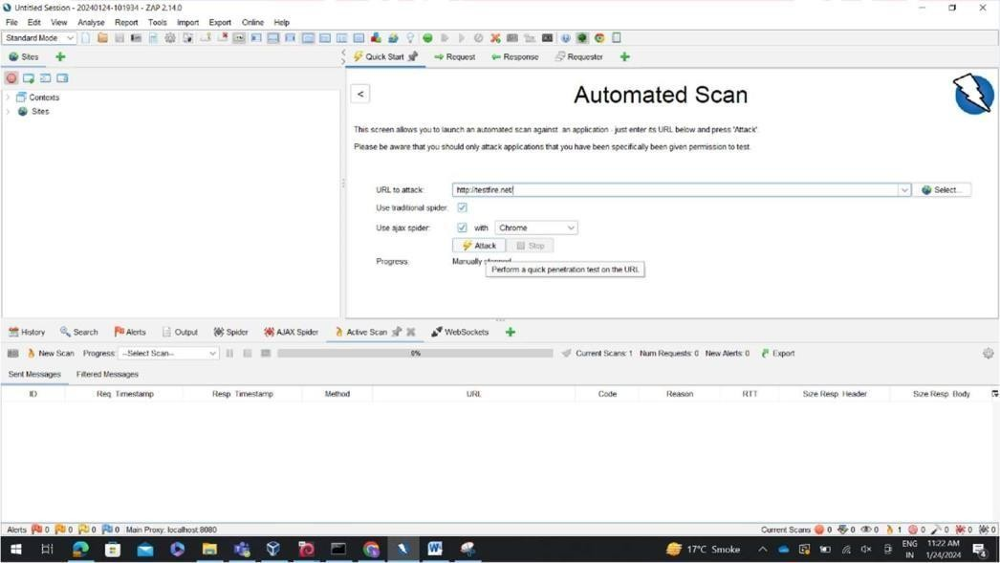 Untitled Session - 20240124-101934 - ZAP 2.14.0
File Edit View Analyse Report Tools Import Export Online Help
Standard Mode
Sites
Quick Start Request Response Requester
<
Automated Scan
Contexts
Sites
This screen allows you to launch an automated scan against an application - just enter its URL below and press 'Attack'.
Please be aware that you should only attack applications that you have been specifically been given permission to test.
URL to attack: http://testfire.net/ Select...
Use traditional spider:
Use ajax spider: with Chrome
Attack Stop
Progress: Manually stopped
Perform a quick penetration test on the URL
History Search Alerts Output Spider AJAX Spider Active Scan WebSockets
New Scan Progress: --Select Scan-- 0% Current Scans: 1 Num Requests: 0 New Alerts: 0 Export
Sent Messages Filtered Messages
ID Req. Timestamp Resp. Timestamp Method URL Code Reason RTT Size Resp. Header Size Resp. Body
Alerts 0 0 0 0 Main Proxy: localhost:8080 Current Scans 0 0 0 1 0 0 0 0
17°C Smoke ENG 11:22 AM
IN 1/24/2024 4